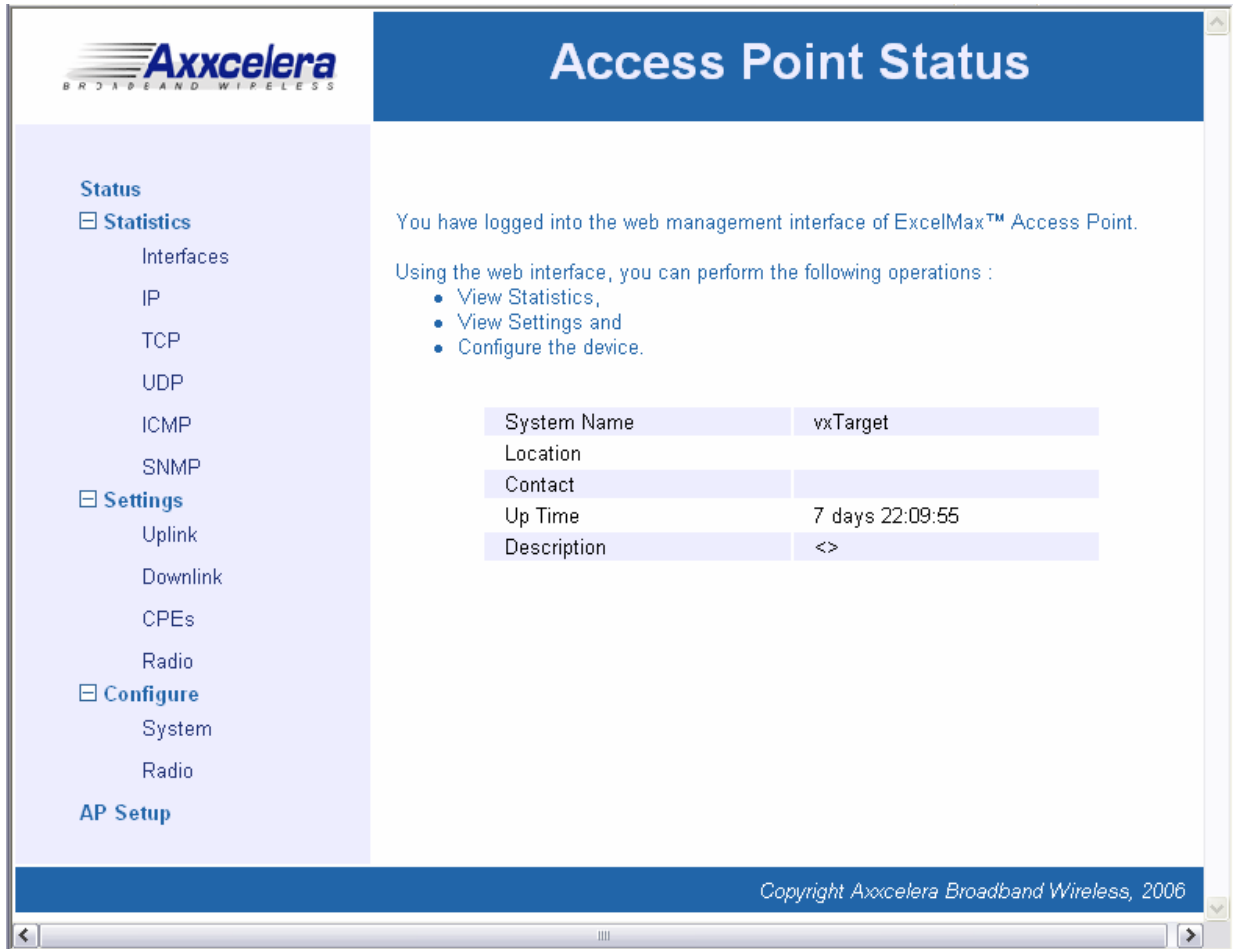 Axxcelera
BROADBAND WIRELESS
Access Point Status
Status
Statistics
Interfaces
IP
TCP
UDP
ICMP
SNMP
Settings
Uplink
Downlink
CPEs
Radio
Configure
System
Radio
AP Setup
You have logged into the web management interface of ExcelMax™ Access Point.
Using the web interface, you can perform the following operations :
• View Statistics,
• View Settings and
• Configure the device.
System Name vxTarget
Location
Contact
Up Time 7 days 22:09:55
Description <>
Copyright Axxcelera Broadband Wireless, 2006